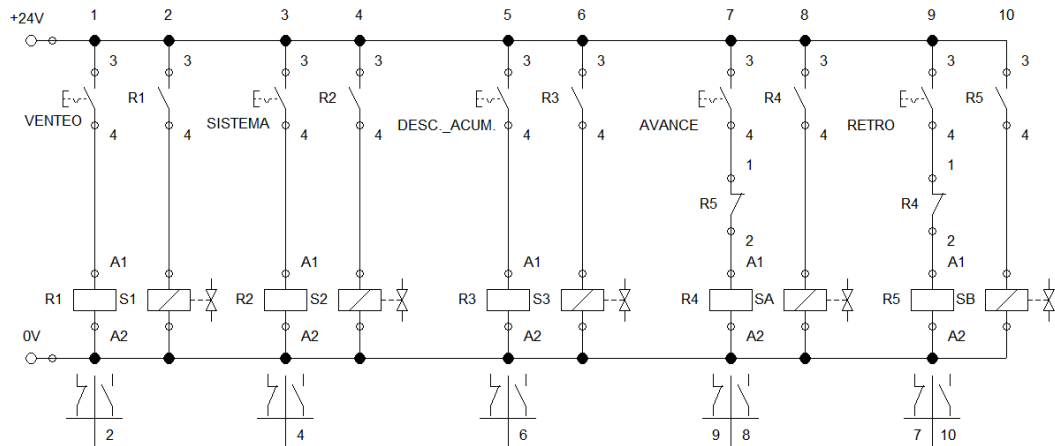 1 2 3 4 5 6 7 8 9 10
+24V
3 3 3 3 3 3 3 3 3 3
R1 R2 R3 R4 R5
VENTEO SISTEMA DESC._ACUM. AVANCE RETRO
4 4 4 4 4 4 4 4 4 4
1 1
R5 R4
2 2
A1 A1 A1 A1 A1
R1 S1 R2 S2 R3 S3 R4 SA R5 SB
0V A2 A2 A2 A2 A2
2 4 6 9 8 7 10